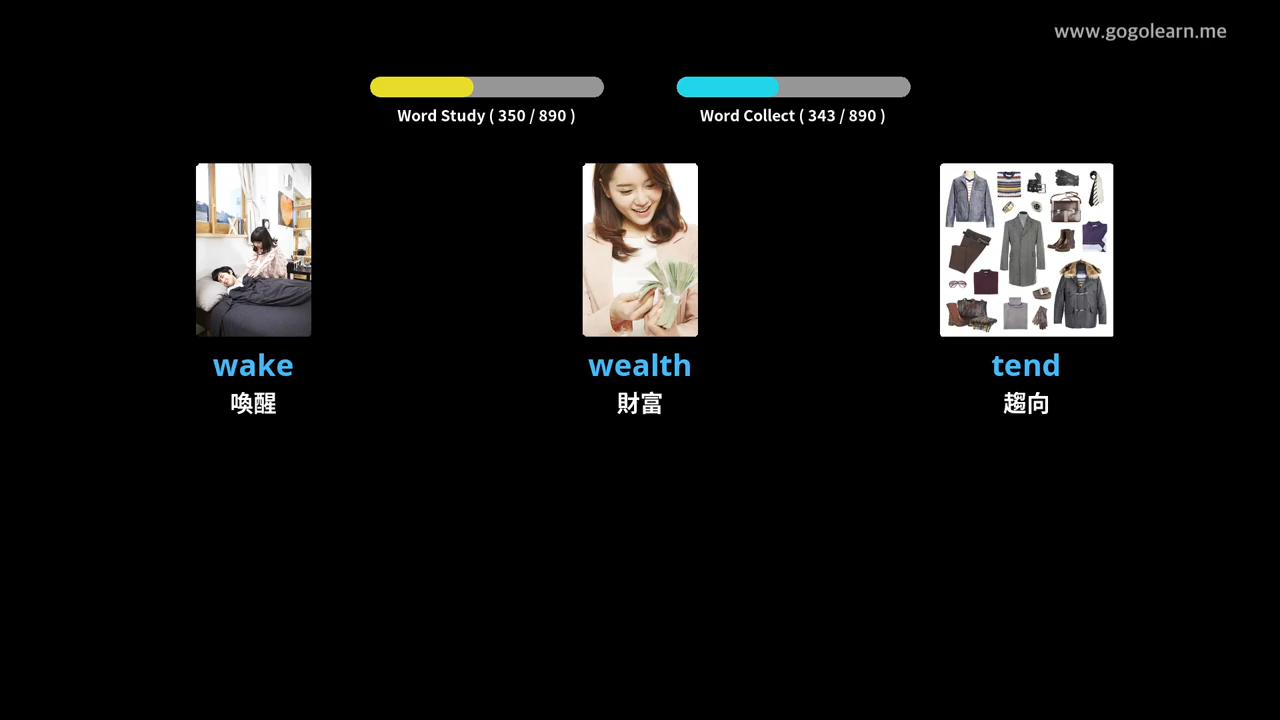 www.gogolearn.me
Word Study ( 350 / 890 )
Word Collect ( 343 / 890 )
wake
喚醒
wealth
財富
tend
趨向